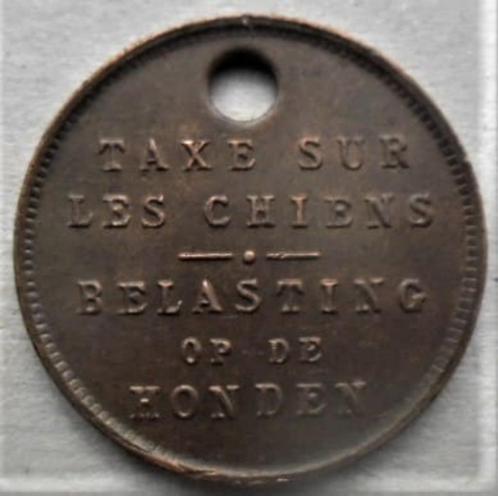 TAXE SUR
LES CHIENS
BELASTING
OP DE
HONDEN